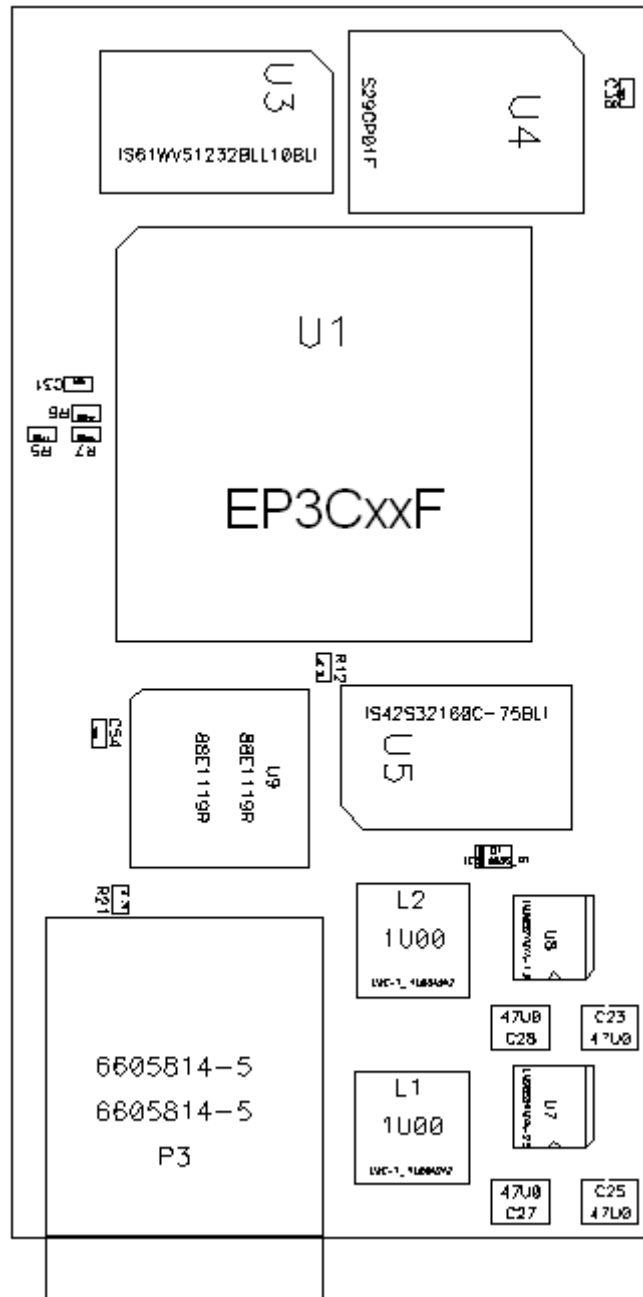 U3
IS61WV51232BLL10BLI
S29CP01F
U4
U1
C31
R6
R5
R7
EP3CxxF
R12
IS42S32160C-75BLI
U5
C54
88E1119R
88E1119R
U9
R21
L2
1U00
U8
47U0
C28
C23
47U0
6605814-5
6605814-5
P3
L1
1U00
U7
47U0
C27
C25
47U0